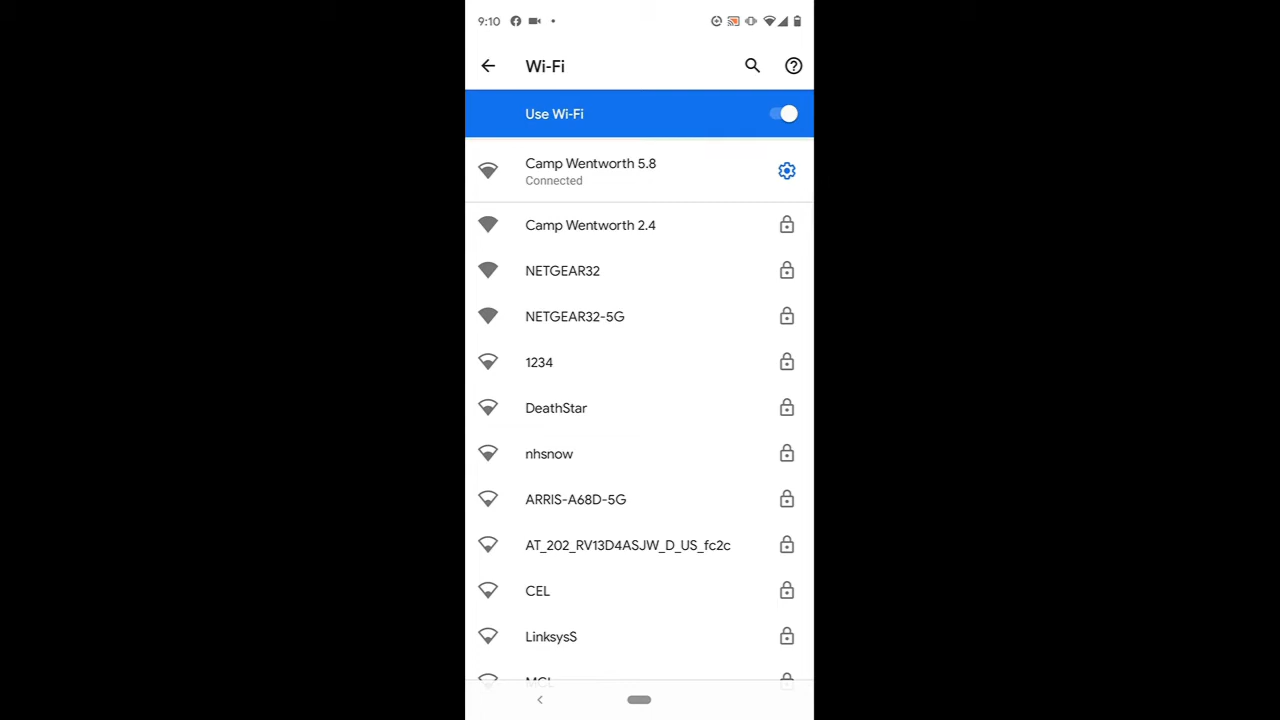 9:10
Wi-Fi
Use Wi-Fi
Camp Wentworth 5.8
Connected
Camp Wentworth 2.4
NETGEAR32
NETGEAR32-5G
1234
DeathStar
nhsnow
ARRIS-A68D-5G
AT_202_RV13D4ASJW_D_US_fc2c
CEL
LinksysS